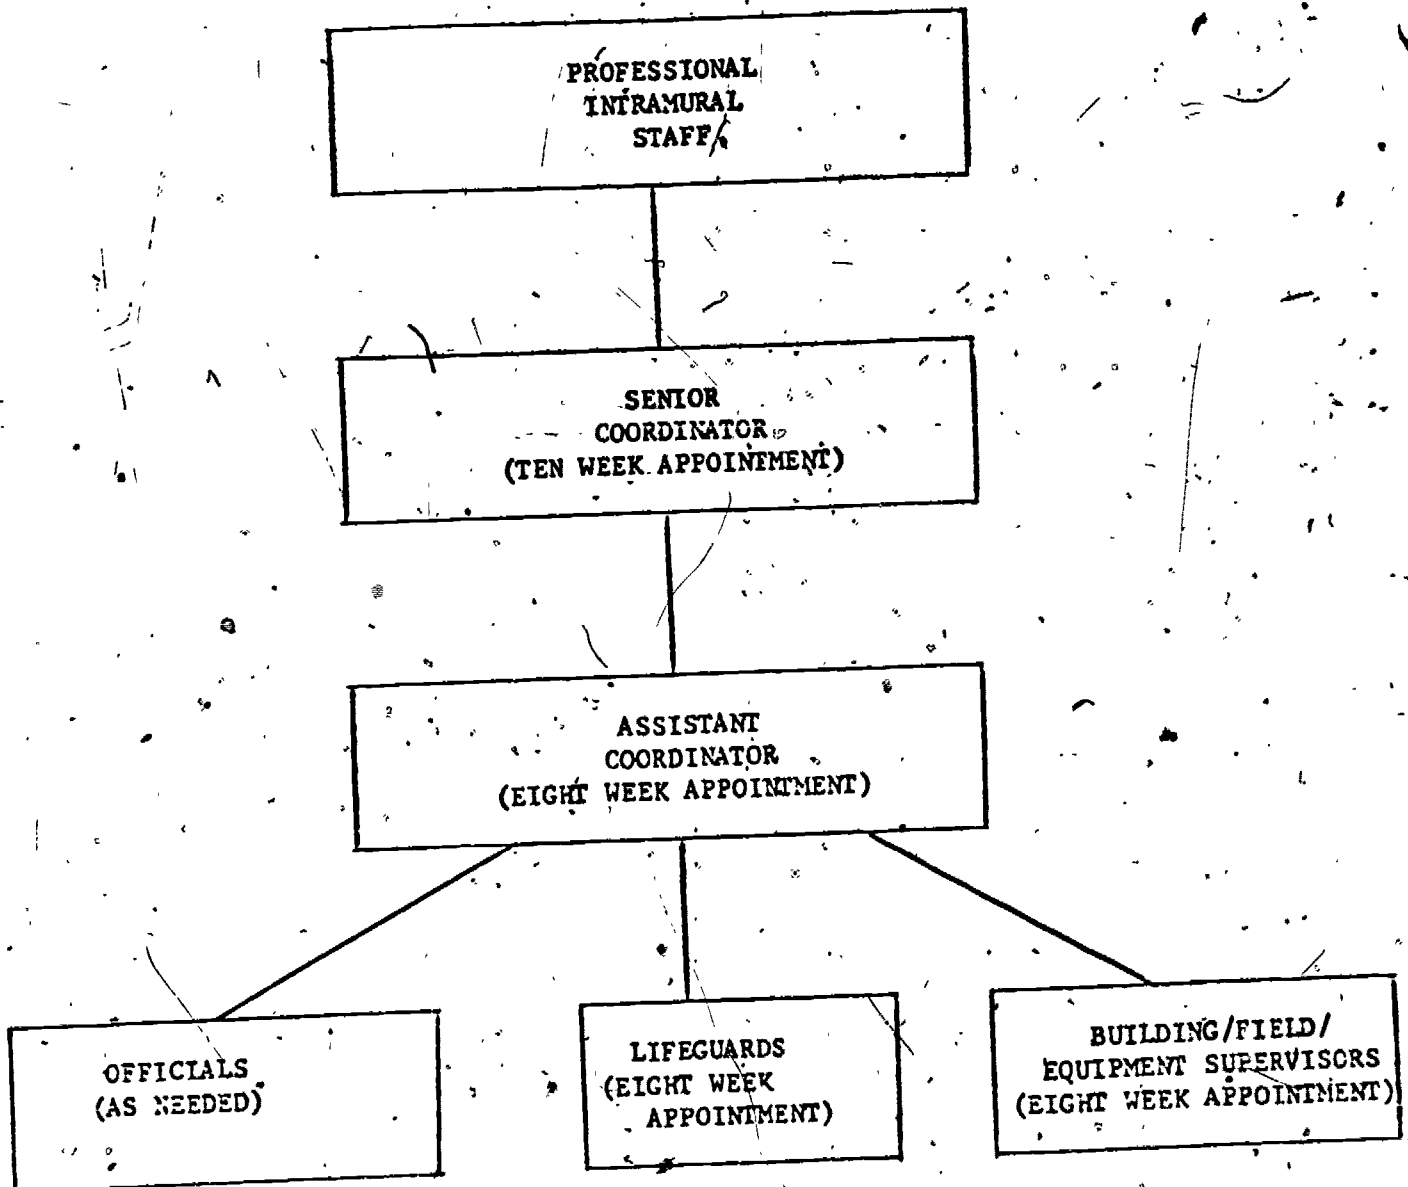 PROFESSIONAL
INTRAMURAL
STAFF
SENIOR
COORDINATOR
(TEN WEEK APPOINTMENT)
ASSISTANT
COORDINATOR
(EIGHT WEEK APPOINTMENT)
OFFICIALS
(AS NEEDED)
LIFEGUARDS
(EIGHT WEEK
APPOINTMENT)
BUILDING/FIELD/
EQUIPMENT SUPERVISORS
(EIGHT WEEK APPOINTMENT)